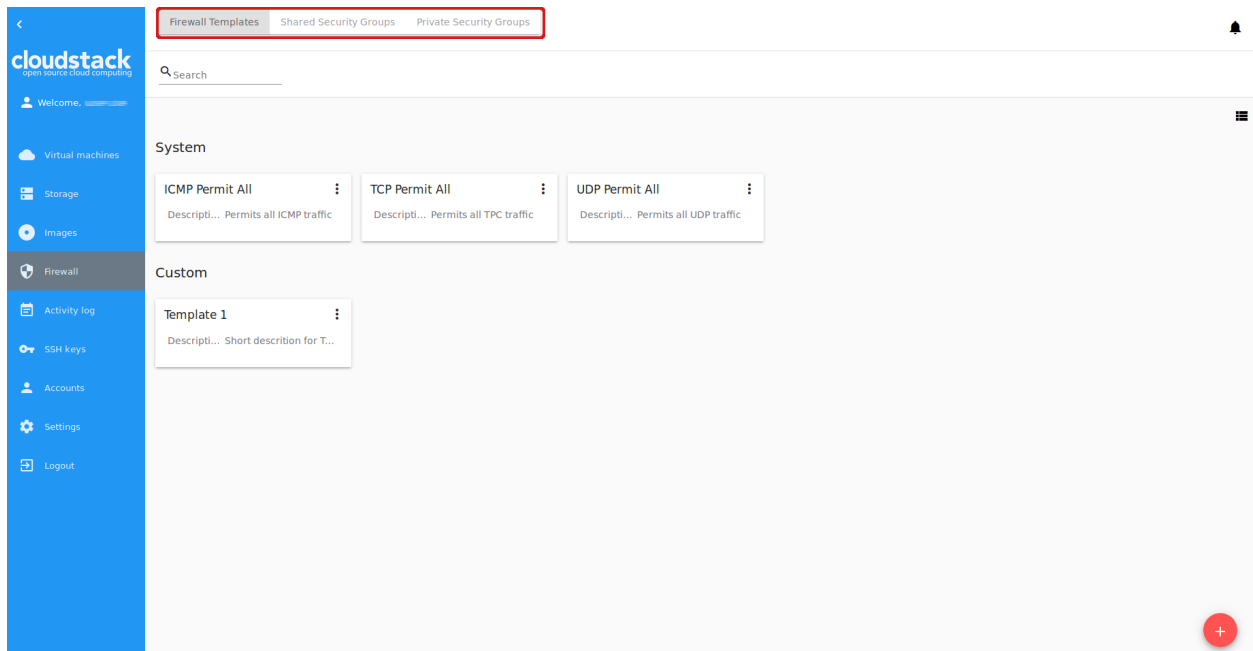 Firewall Templates Shared Security Groups Private Security Groups
cloudstack
open source cloud computing
Search
Welcome,
Virtual machines
Storage
Images
Firewall
Activity log
SSH keys
Accounts
Settings
Logout
System
ICMP Permit All
Descripti... Permits all ICMP traffic
TCP Permit All
Descripti... Permits all TPC traffic
UDP Permit All
Descripti... Permits all UDP traffic
Custom
Template 1
Descripti... Short descrition for T...